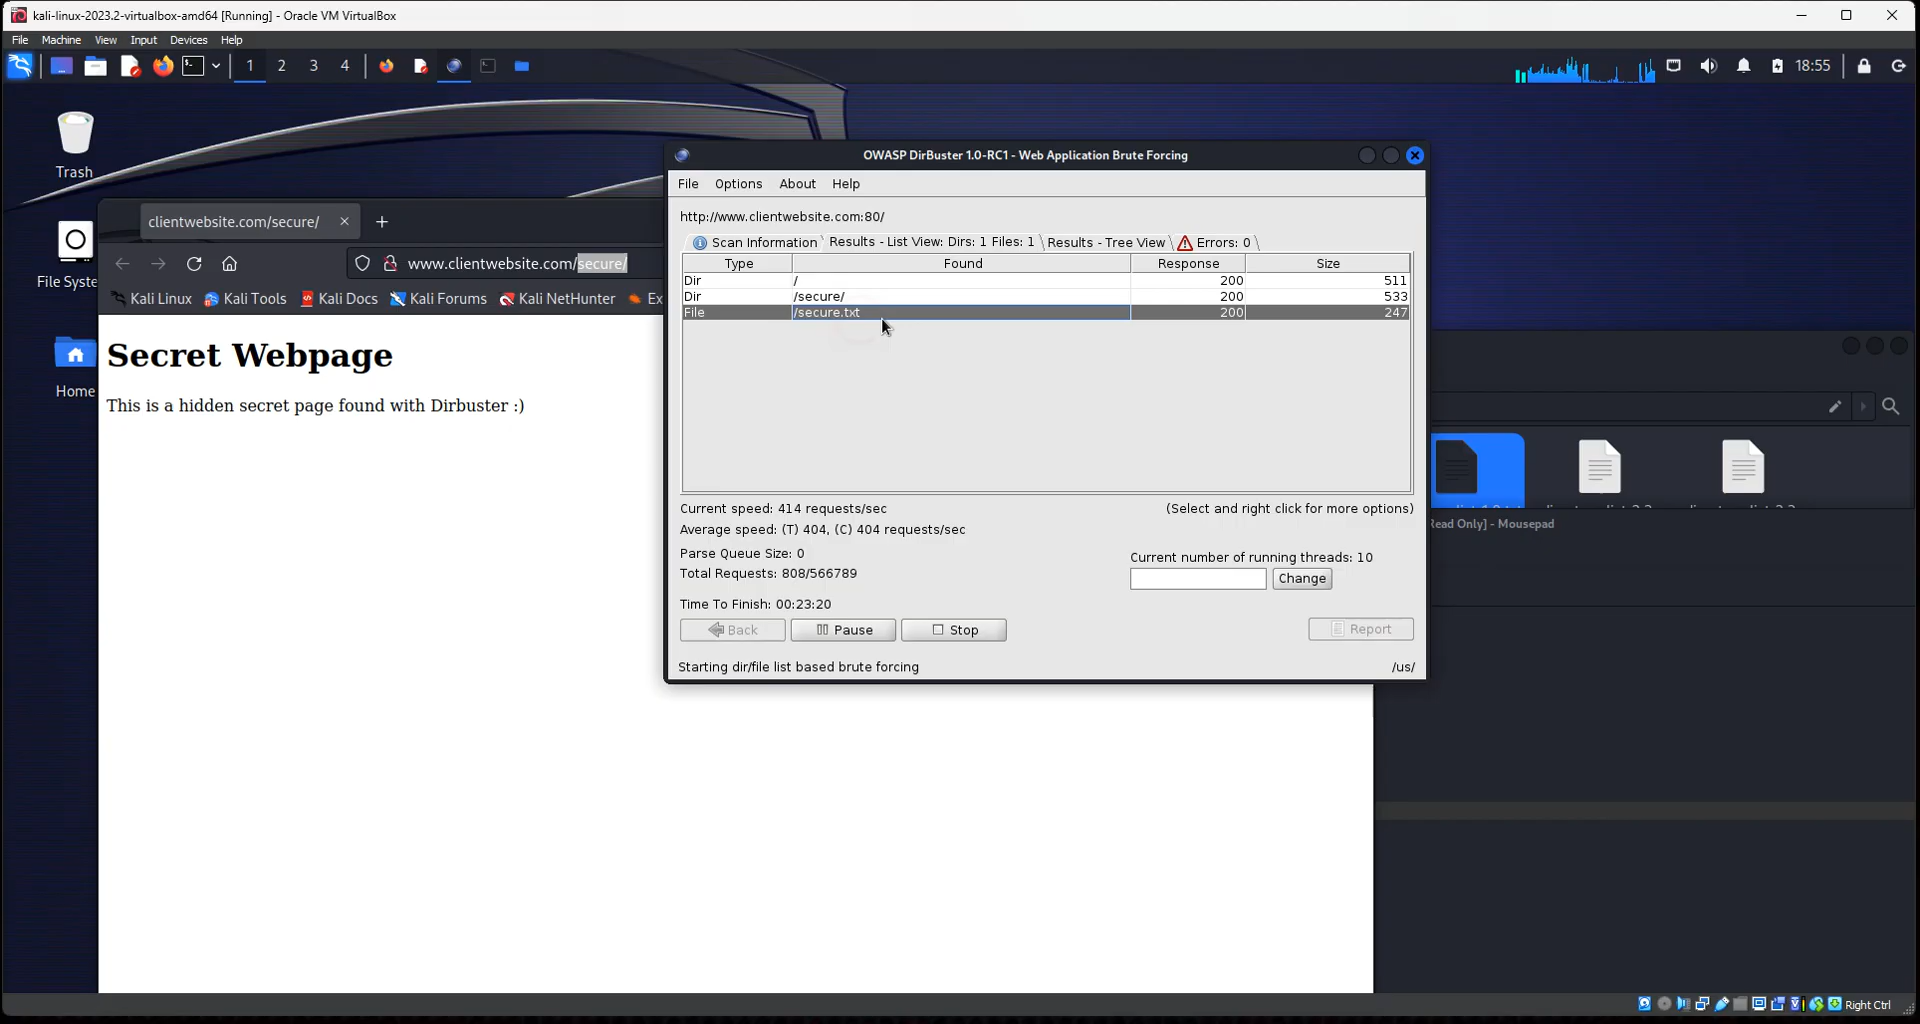 kali-linux-2023.2-virtualbox-amd64 [Running] - Oracle VM VirtualBox
File Machine View Input Devices Help
1 2 3 4
18:55
Trash
File Syste
Home
clientwebsite.com/secure/
www.clientwebsite.com/secure/
Kali Linux Kali Tools Kali Docs Kali Forums Kali NetHunter Ex
Secret Webpage
This is a hidden secret page found with Dirbuster :)
OWASP DirBuster 1.0-RC1 - Web Application Brute Forcing
File Options About Help
http://www.clientwebsite.com:80/
Scan Information Results - List View: Dirs: 1 Files: 1 Results - Tree View Errors: 0
Type Found Response Size
Dir / 200 511
Dir /secure/ 200 533
File /secure.txt 200 247
Current speed: 414 requests/sec (Select and right click for more options)
Average speed: (T) 404, (C) 404 requests/sec
Parse Queue Size: 0
Current number of running threads: 10
Total Requests: 808/566789
Change
Time To Finish: 00:23:20
Back Pause Stop Report
Starting dir/file list based brute forcing /us/
Read Only] - Mousepad
Right Ctrl